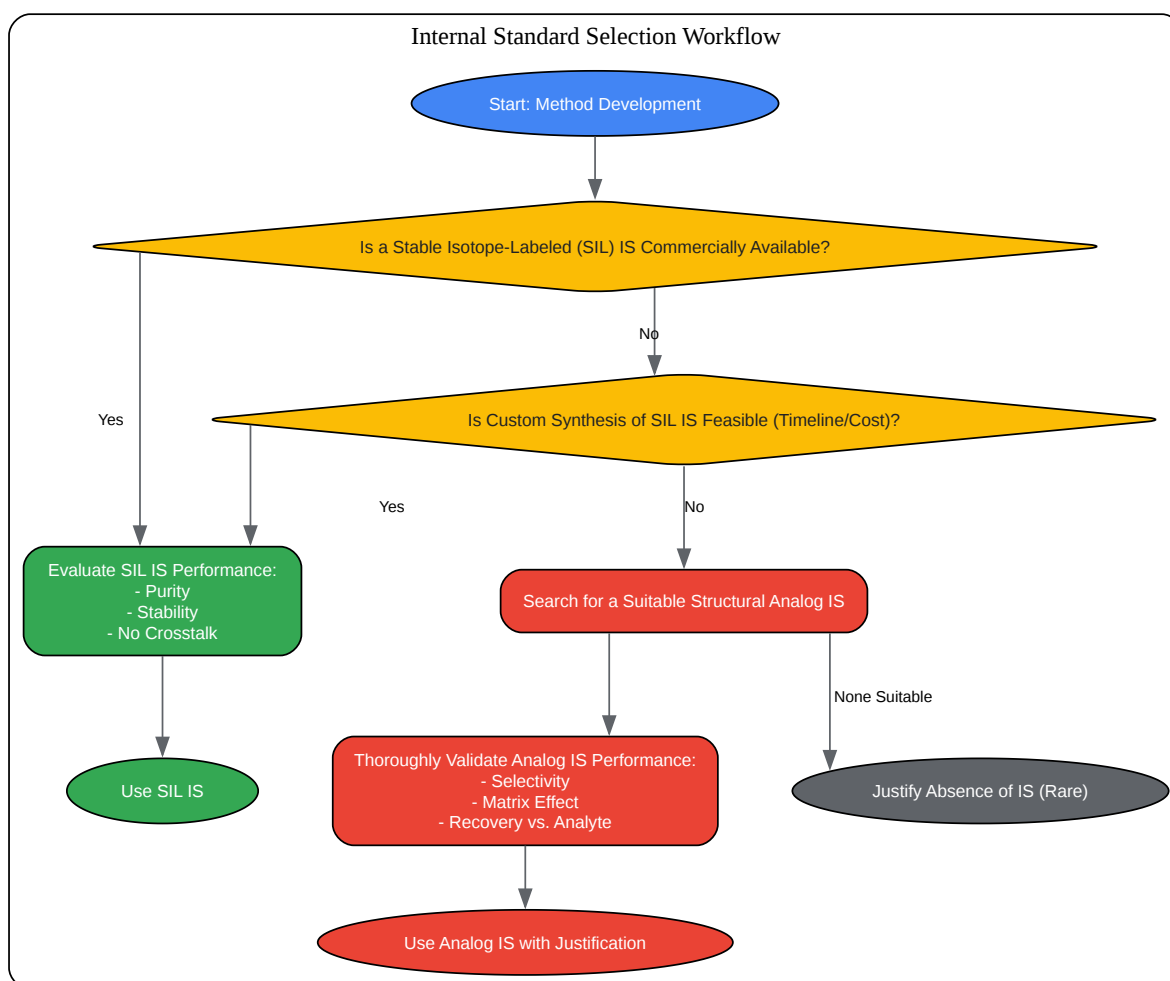 Internal Standard Selection Workflow
Start: Method Development
Is a Stable Isotope-Labeled (SIL) IS Commercially Available?
No
Yes
Is Custom Synthesis of SIL IS Feasible (Timeline/Cost)?
Yes
No
Evaluate SIL IS Performance:
- Purity
- Stability
- No Crosstalk
Search for a Suitable Structural Analog IS
None Suitable
Use SIL IS
Thoroughly Validate Analog IS Performance:
- Selectivity
- Matrix Effect
- Recovery vs. Analyte
Justify Absence of IS (Rare)
Use Analog IS with Justification